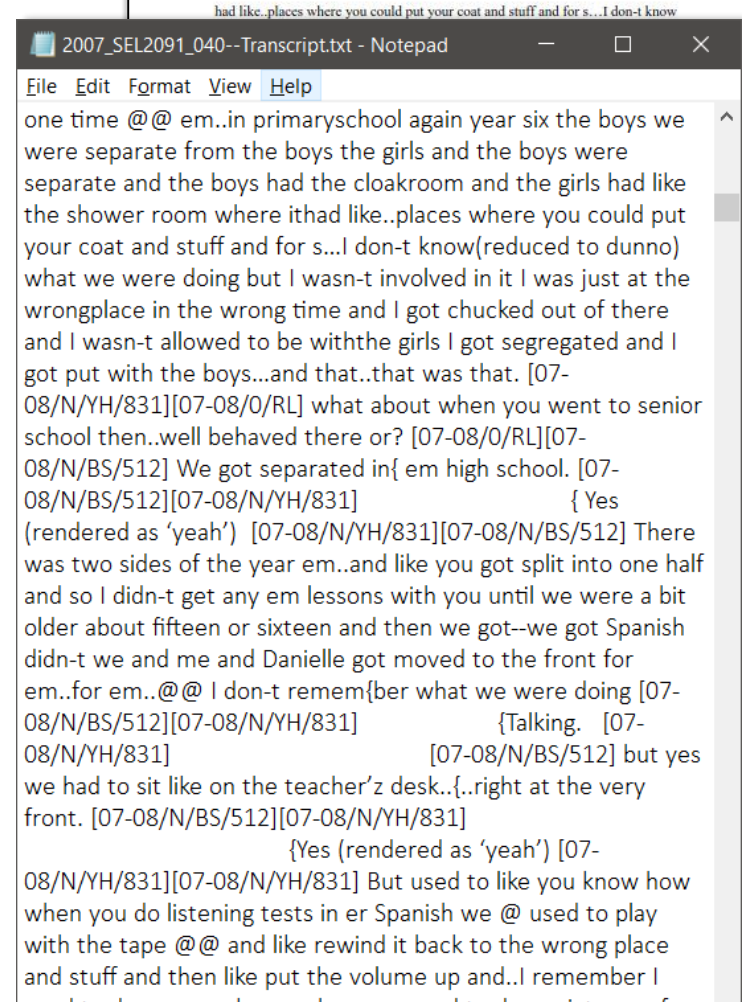 had like..places where you could put your coat and stuff and for s…I don-t know
2007_SEL2091_040--Transcript.txt - Notepad
File Edit Format View Help
one time @@ em..in primaryschool again year six the boys we
were separate from the boys the girls and the boys were
separate and the boys had the cloakroom and the girls had like
the shower room where ithad like..places where you could put
your coat and stuff and for s...I don-t know(reduced to dunno)
what we were doing but I wasn-t involved in it I was just at the
wrongplace in the wrong time and I got chucked out of there
and I wasn-t allowed to be withthe girls I got segregated and I
got put with the boys...and that..that was that. [07-
08/N/YH/831][07-08/0/RL] what about when you went to senior
school then..well behaved there or? [07-08/0/RL][07-
08/N/BS/512] We got separated in{ em high school. [07-
08/N/BS/512][07-08/N/YH/831] { Yes
(rendered as ‘yeah’) [07-08/N/YH/831][07-08/N/BS/512] There
was two sides of the year em..and like you got split into one half
and so I didn-t get any em lessons with you until we were a bit
older about fifteen or sixteen and then we got--we got Spanish
didn-t we and me and Danielle got moved to the front for
em..for em..@@ I don-t remem{ber what we were doing [07-
08/N/BS/512][07-08/N/YH/831] {Talking. [07-
08/N/YH/831] [07-08/N/BS/512] but yes
we had to sit like on the teacher’z desk..{..right at the very
front. [07-08/N/BS/512][07-08/N/YH/831]
{Yes (rendered as ‘yeah’) [07-
08/N/YH/831][07-08/N/YH/831] But used to like you know how
when you do listening tests in er Spanish we @ used to play
with the tape @@ and like rewind it back to the wrong place
and stuff and then like put the volume up and..I remember I